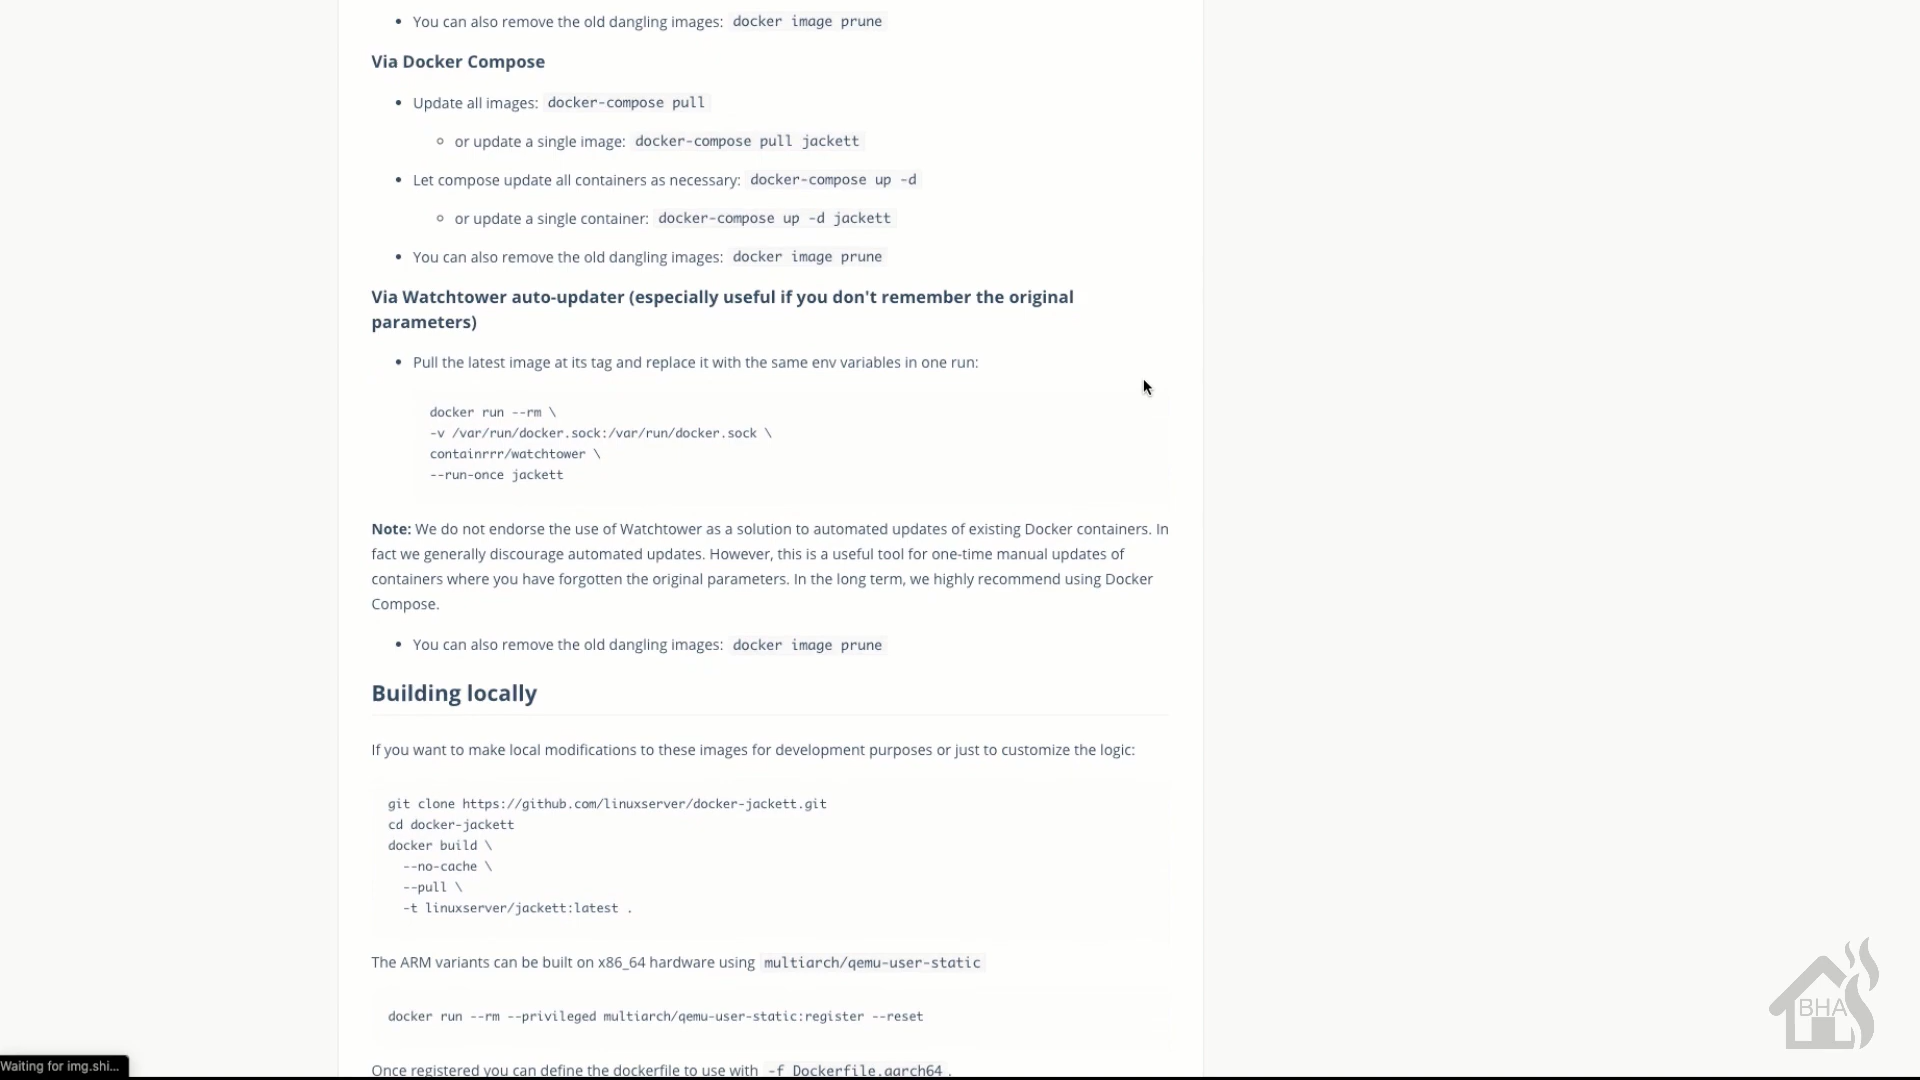 You can also remove the old dangling images: docker image prune
Via Docker Compose
Update all images: docker-compose pull
or update a single image: docker-compose pull jackett
Let compose update all containers as necessary: docker-compose up -d
or update a single container: docker-compose up -d jackett
You can also remove the old dangling images: docker image prune
Via Watchtower auto-updater (especially useful if you don't remember the original
parameters)
Pull the latest image at its tag and replace it with the same env variables in one run:
docker run --rm \
-v /var/run/docker.sock:/var/run/docker.sock \
containrrr/watchtower \
--run-once jackett
Note: We do not endorse the use of Watchtower as a solution to automated updates of existing Docker containers. In
fact we generally discourage automated updates. However, this is a useful tool for one-time manual updates of
containers where you have forgotten the original parameters. In the long term, we highly recommend using Docker
Compose.
You can also remove the old dangling images: docker image prune
Building locally
If you want to make local modifications to these images for development purposes or just to customize the logic:
git clone https://github.com/linuxserver/docker-jackett.git
cd docker-jackett
docker build \
--no-cache \
--pull \
-t linuxserver/jackett:latest .
The ARM variants can be built on x86_64 hardware using multiarch/qemu-user-static
docker run --rm --privileged multiarch/qemu-user-static:register --reset
Once registered you can define the dockerfile to use with -f Dockerfile.aarch64.
BHA
Waiting for img.shi...